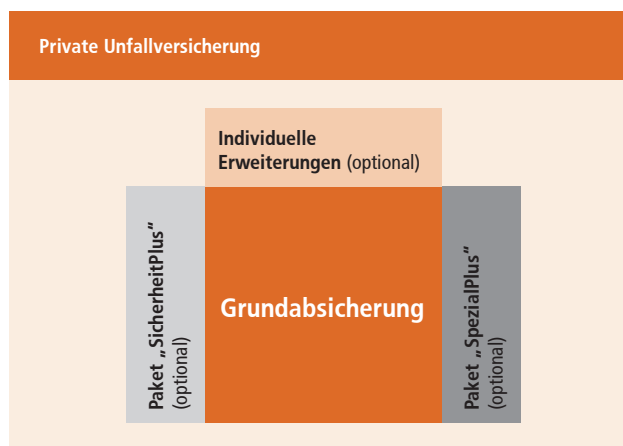 Private Unfallversicherung
Individuelle
Erweiterungen (optional)
Paket „SicherheitPlus"
(optional)
Grundabsicherung
Paket „SpezialPlus"
(optional)